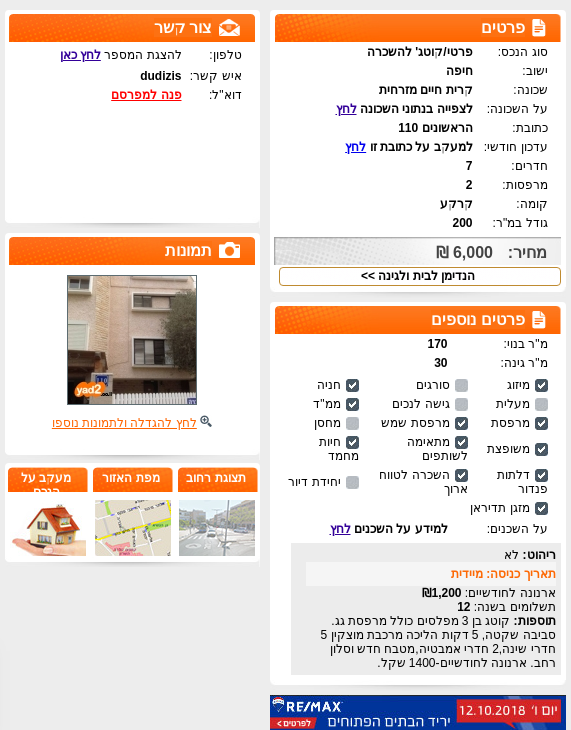 פרטים
סוג הנכס: פרטי/קוטג' להשכרה
ישוב: חיפה
שכונה: קרית חיים מזרחית
על השכונה: לצפייה בנתוני השכונה לחץ
כתובת: הראשונים 110
עדכון חודשי: למעקב על כתובת זו לחץ
חדרים: 7
מרפסות: 2
קומה: קרקע
גודל במ"ר: 200
מחיר: 6,000 ₪
הנדימן לבית ולגינה >>
פרטים נוספים
מ"ר בנוי: 170
מ"ר גינה: 30
מיזוג סורגים חניה
מעלית גישה לנכים ממ"ד
מרפסת מרפסת שמש מחסן
משופצת מתאימה לשותפים חיות מחמד
דלתות פנדור השכרה לטווח ארוך יחידת דיור
מזגן תדיראן
על השכנים: למידע על השכנים לחץ
ריהוט: לא
תאריך כניסה: מיידית
ארנונה לחודשיים: 1,200₪
תשלומים בשנה: 12
תוספות: קוטג בן 3 מפלסים כולל מרפסת גג.
סביבה שקטה, 5 דקות הליכה מרכבת מוצקין 5
חדרי שינה,2 חדרי אמבטיה,מטבח חדש וסלון
רחב. ארנונה לחודשיים-1400 שקל.
RE/MAX
יום ו' 12.10.2018
יריד הבתים הפתוחים
לפרטים >
צור קשר
טלפון: להצגת המספר לחץ כאן
איש קשר: dudizis
דוא"ל: פנה למפרסם
תמונות
yad2
לחץ להגדלה ולתמונות נוספו
תצוגת רחוב
מפת האזור
מעקב על
הנכס